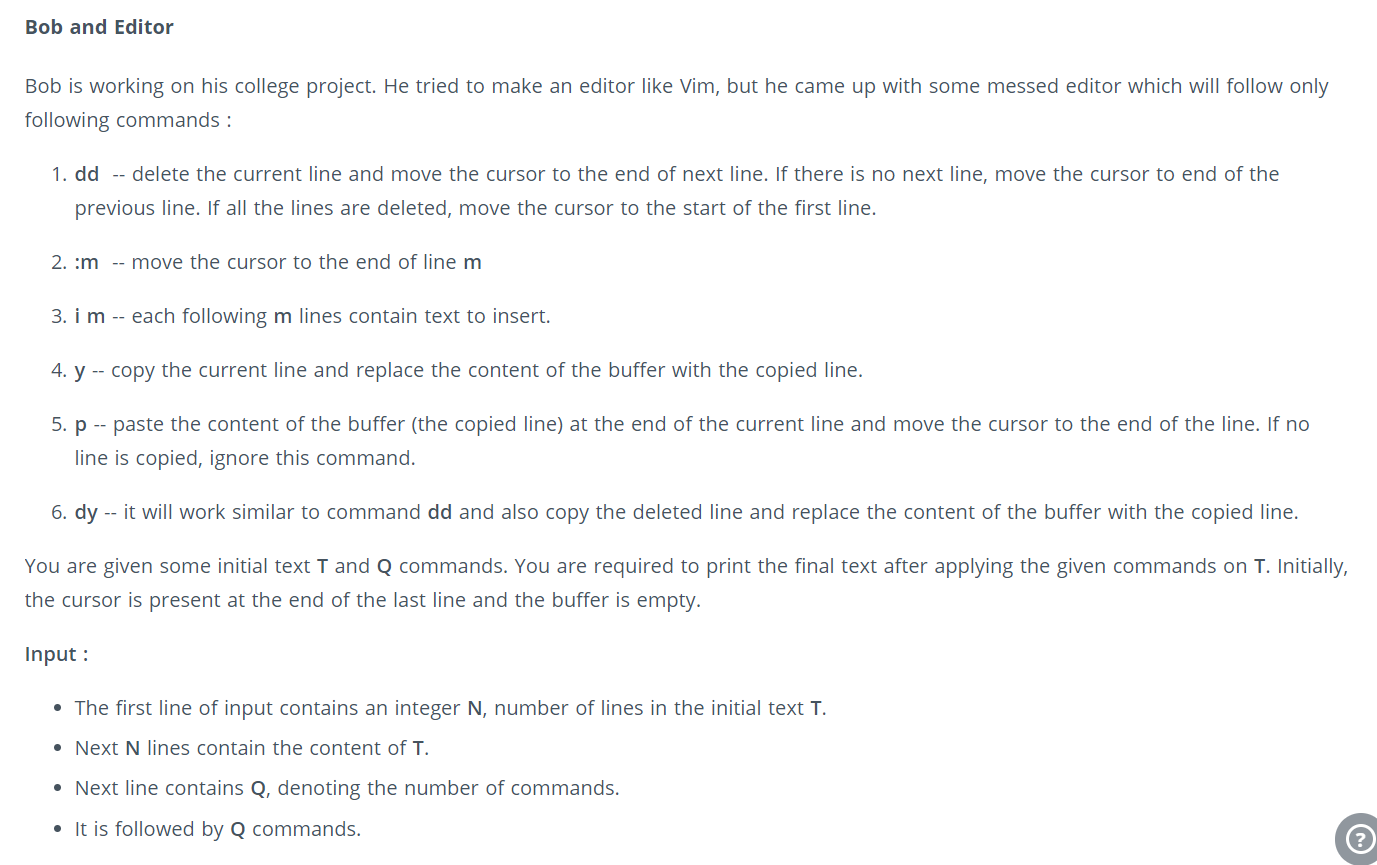 Bob and Editor
Bob is working on his college project. He tried to make an editor like Vim, but he came up with some messed editor which will follow only
following commands :
1. dd -- delete the current line and move the cursor to the end of next line. If there is no next line, move the cursor to end of the
previous line. If all the lines are deleted, move the cursor to the start of the first line.
2. :m -- move the cursor to the end of line m
3. i m -- each following m lines contain text to insert.
4. y -- copy the current line and replace the content of the buffer with the copied line.
5. p -- paste the content of the buffer (the copied line) at the end of the current line and move the cursor to the end of the line. If no
line is copied, ignore this command.
6. dy -- it will work similar to command dd and also copy the deleted line and replace the content of the buffer with the copied line.
You are given some initial text T and Q commands. You are required to print the final text after applying the given commands on T. Initially,
the cursor is present at the end of the last line and the buffer is empty.
Input :
• The first line of input contains an integer N, number of lines in the initial text T.
• Next N lines contain the content of T.
• Next line contains Q, denoting the number of commands.
• It is followed by Q commands.
?